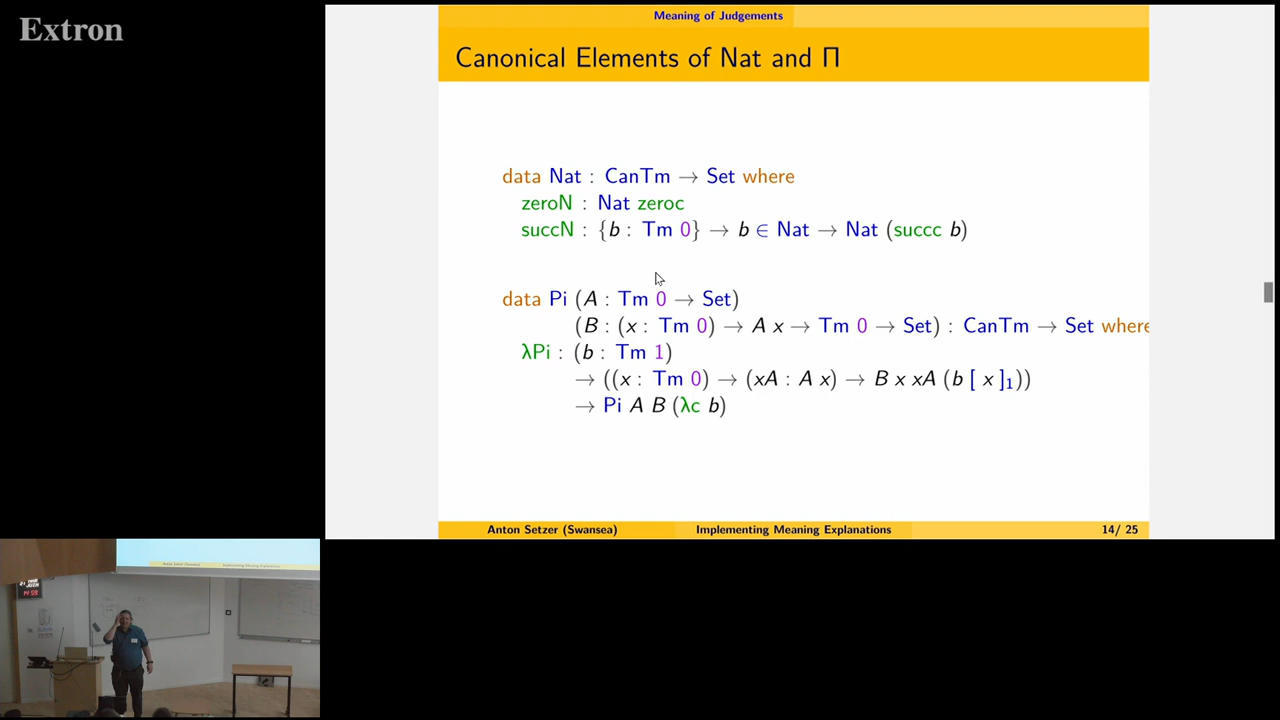 Extron
Meaning of Judgements
Canonical Elements of Nat and Π
data Nat : CanTm → Set where
zeroN : Nat zeroc
succN : {b : Tm 0} → b ∈ Nat → Nat (succc b)
data Pi (A : Tm 0 → Set)
(B : (x : Tm 0) → A x → Tm 0 → Set) : CanTm → Set where
λPi : (b : Tm 1)
→ ((x : Tm 0) → (xA : A x) → B x xA (b [ x ]₁))
→ Pi A B (λc b)
Anton Setzer (Swansea) Implementing Meaning Explanations 14/ 25